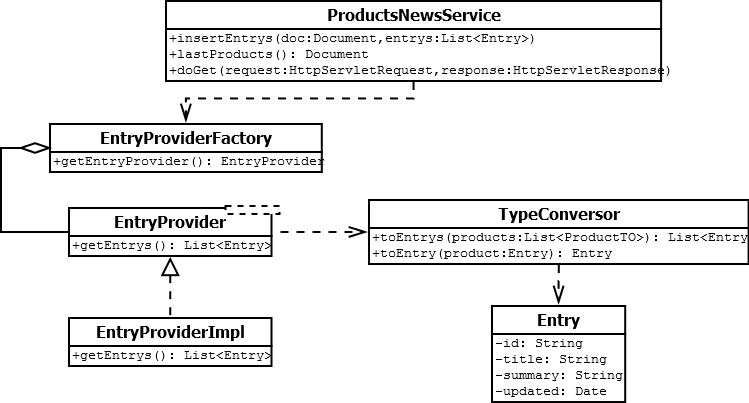 ProductsNewsService
+insertEntrys(doc:Document,entrys:List<Entry>)
+lastProducts(): Document
+doGet(request:HttpServletRequest,response:HttpServletResponse)
EntryProviderFactory
+getEntryProvider(): EntryProvider
EntryProvider
+getEntrys(): List<Entry>
TypeConversor
+toEntrys(products:List<ProductTO>): List<Entry
+toEntry(product:Entry): Entry
EntryProviderImpl
+getEntrys(): List<Entry>
Entry
-id: String
-title: String
-summary: String
-updated: Date